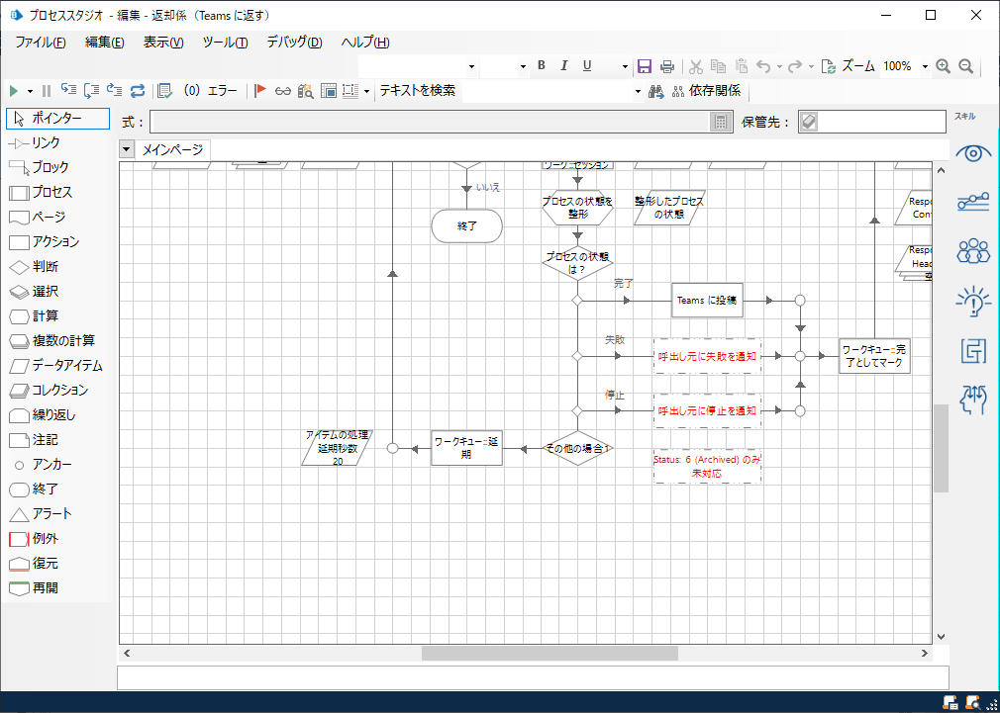 プロセススタジオ - 編集 - 返却係（Teams に返す）
ファイル(F) 編集(E) 表示(V) ツール(T) デバッグ(D) ヘルプ(H)
B I U ズーム 100%
(0) エラー テキストを検索 依存関係
ポインター
リンク
ブロック
プロセス
ページ
アクション
判断
選択
計算
複数の計算
データアイテム
コレクション
繰り返し
注記
アンカー
終了
アラート
例外
復元
再開
式：
保管先：
スキル
メインページ
ワークキューセッション
いいえ
終了
プロセスの状態を
整形
整形したプロセス
の状態
プロセスの状態
は？
完了
Teams に投稿
失敗
呼出し元に失敗を通知
停止
呼出し元に停止を通知
ワークキュー::完
了としてマーク
アイテムの処理
延期秒数
20
ワークキュー::延
期
その他の場合1
Status: 6 (Archived) のみ
未対応
Respo
Con
Respo
Head